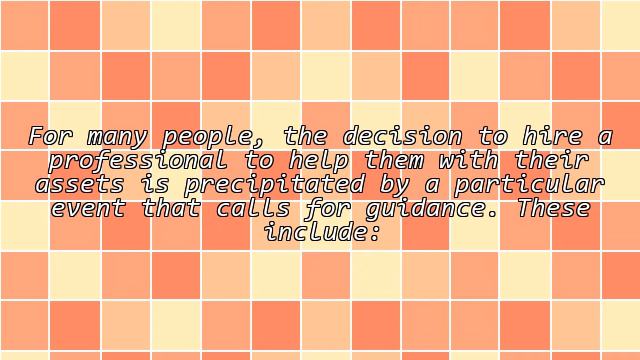 For many people, the decision to hire a
professional to help them with their
assets is precipitated by a particular
event that calls for guidance. These
include: